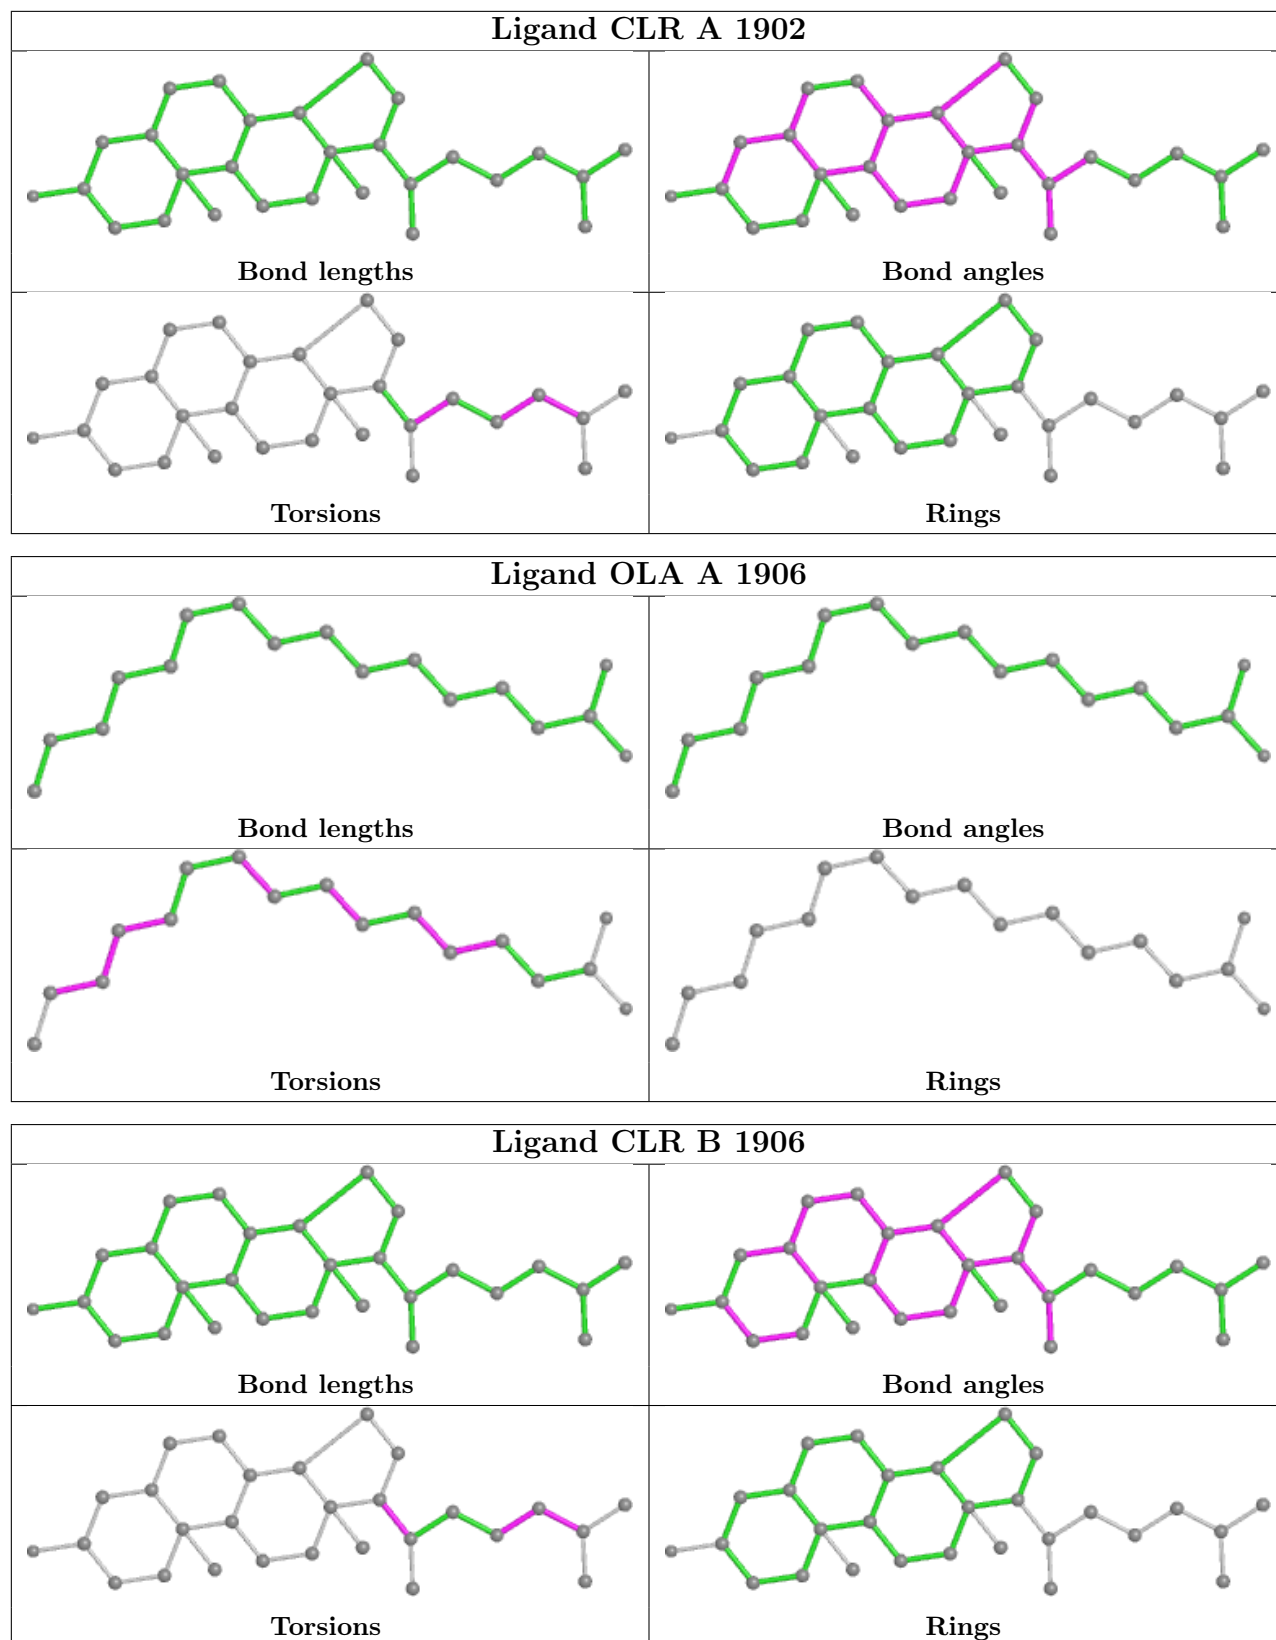 Ligand CLR A 1902
Bond lengths
Bond angles
Torsions
Rings
Ligand OLA A 1906
Bond lengths
Bond angles
Torsions
Rings
Ligand CLR B 1906
Bond lengths
Bond angles
Torsions
Rings